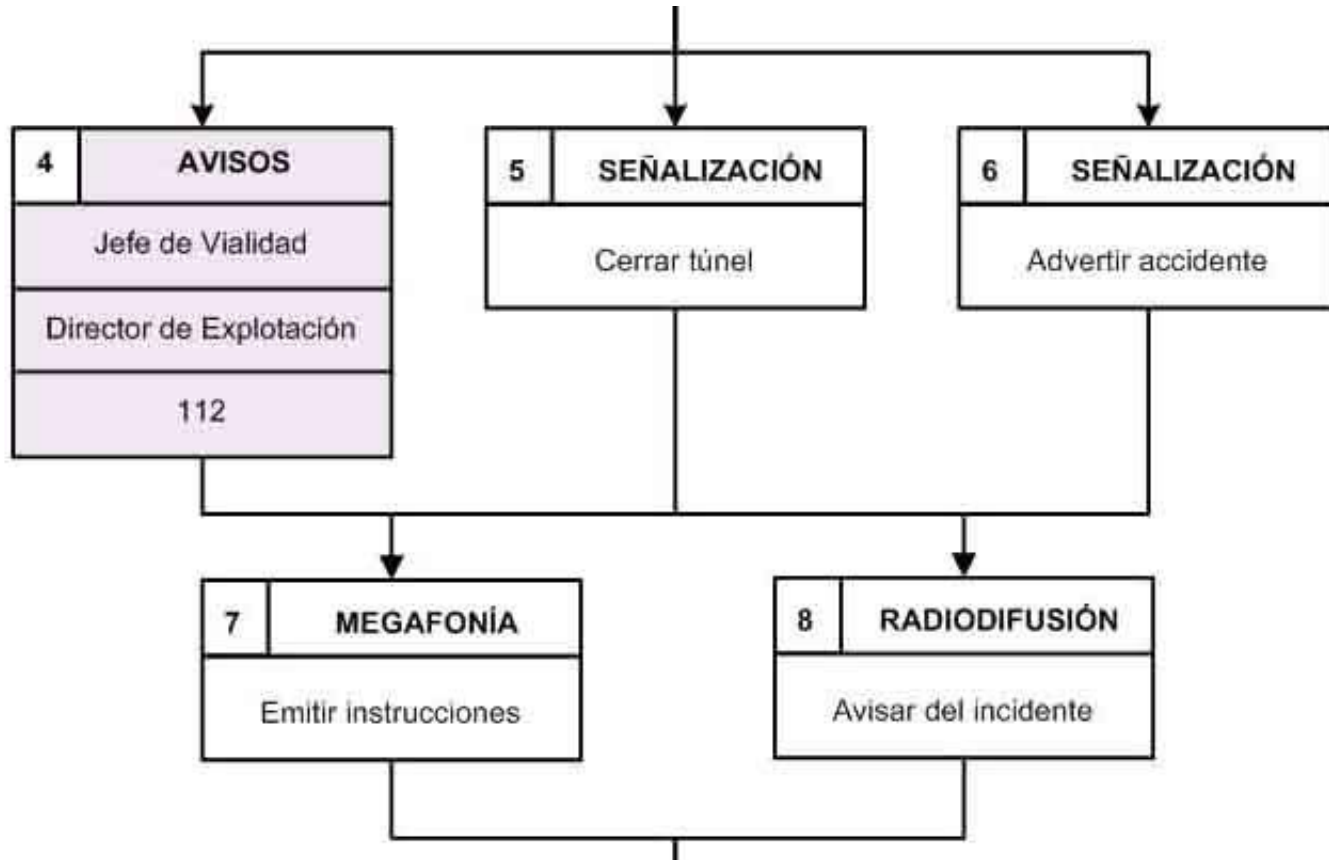 4 AVISOS
Jefe de Vialidad
Director de Explotación
112
5 SEÑALIZACIÓN
Cerrar túnel
6 SEÑALIZACIÓN
Advertir accidente
7 MEGAFONÍA
Emitir instrucciones
8 RADIODIFUSIÓN
Avisar del incidente